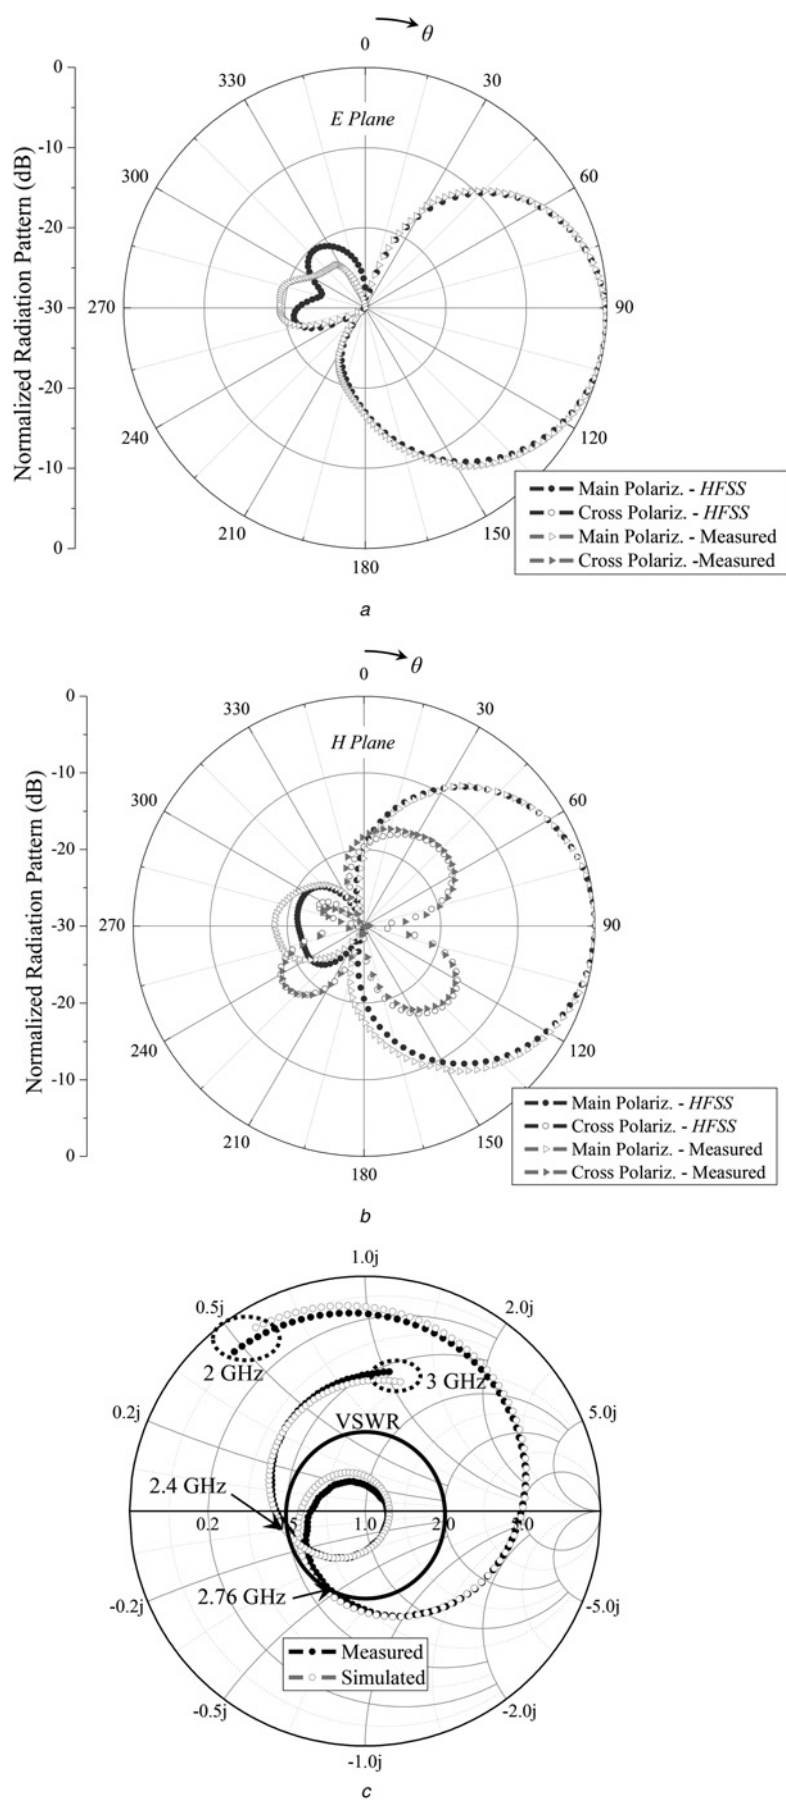 0
θ
330
30
E Plane
300
60
270
90
240
120
210
150
180
0
-10
-20
-30
-20
-10
0
Normalized Radiation Pattern (dB)
Main Polariz. - HFSS
Cross Polariz. - HFSS
Main Polariz. - Measured
Cross Polariz. -Measured
a
0
θ
330
30
H Plane
300
60
270
90
240
120
210
150
180
0
-10
-20
-30
-20
-10
0
Normalized Radiation Pattern (dB)
Main Polariz. - HFSS
Cross Polariz. - HFSS
Main Polariz. - Measured
Cross Polariz. - Measured
b
1.0j
0.5j
2.0j
2 GHz
3 GHz
0.2j
5.0j
VSWR
2.4 GHz
0.2
1.0
2.0
2.76 GHz
-0.2j
-5.0j
Measured
Simulated
-0.5j
-2.0j
-1.0j
c